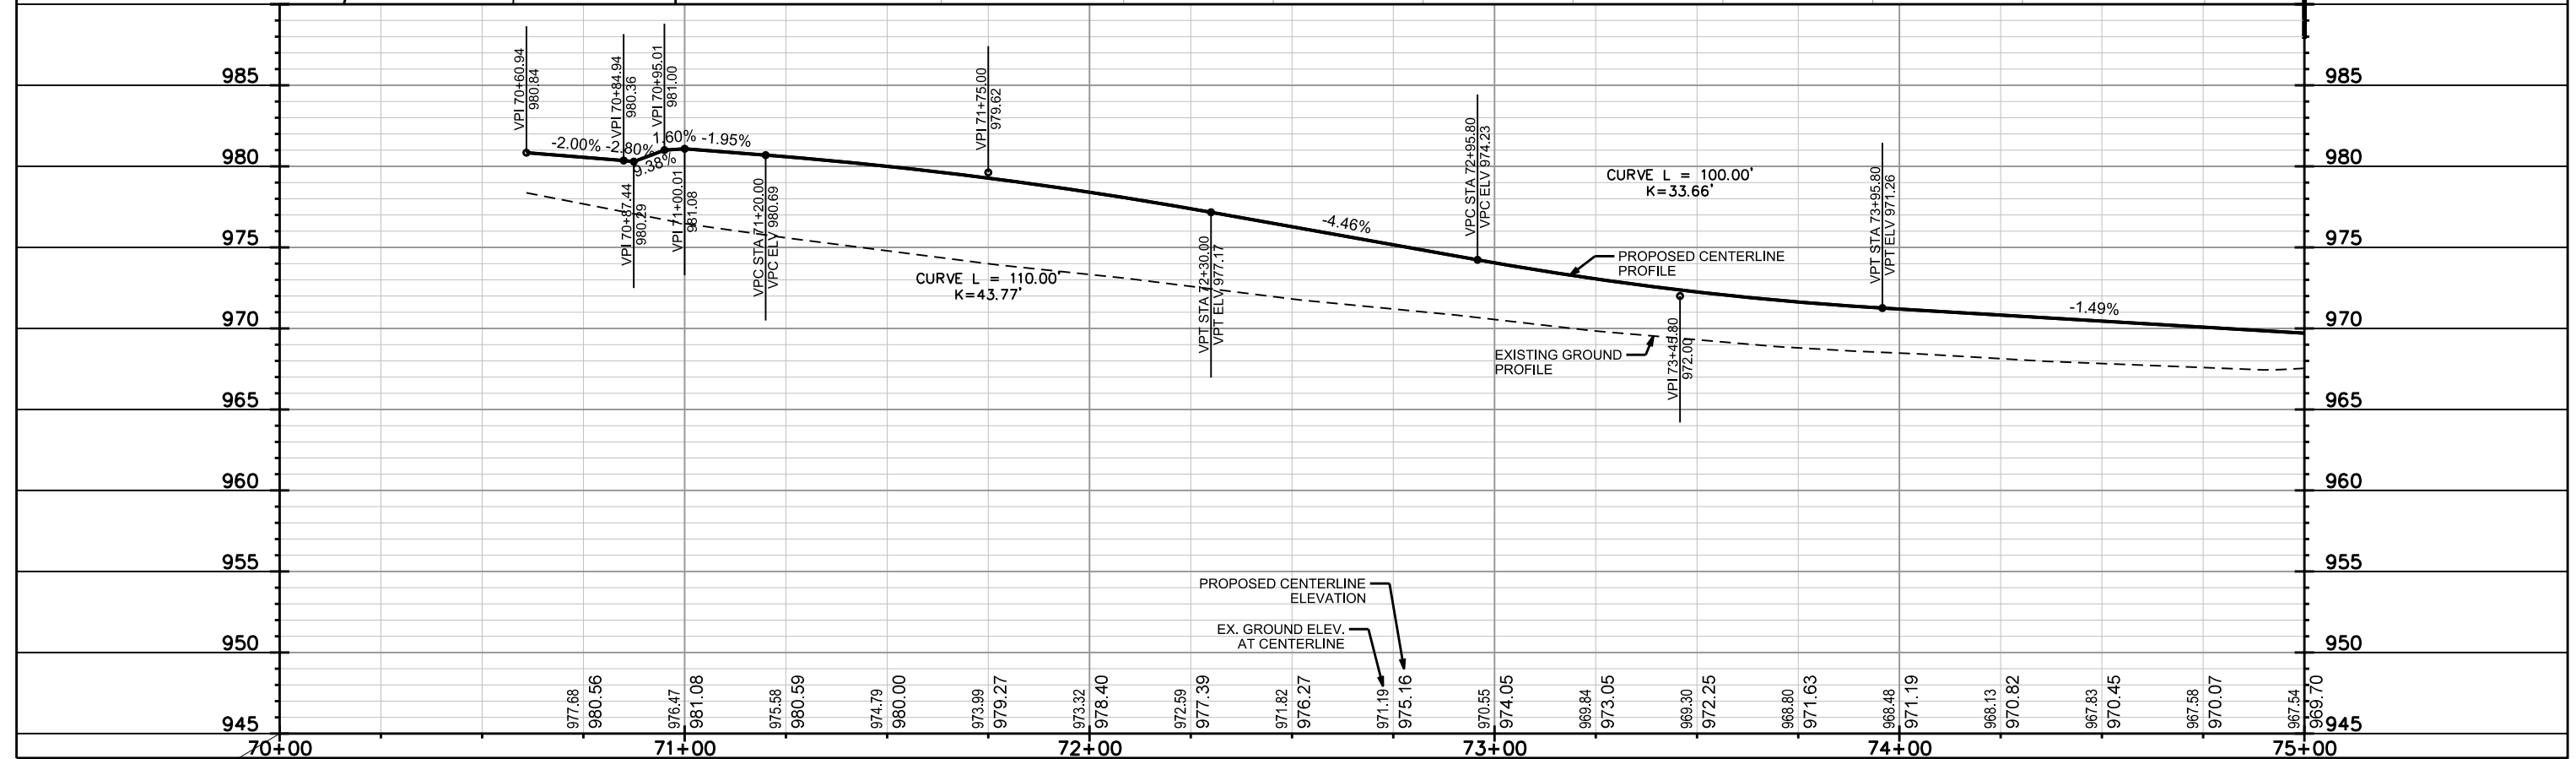 985
980
975
970
965
960
955
950
945
985
980
975
970
965
960
955
950
945
VPI 70+60.94
980.84
VPI 70+84.94
980.36
VPI 70+95.01
981.00
VPI 71+75.00
979.62
VPC STA 72+95.80
VPC ELV 974.23
VPT STA 73+95.80
VPT ELV 971.26
-2.00%
-2.80%
9.38%
1.60%
-1.95%
-4.46%
-1.49%
VPI 70+87.44
980.29
VPI 71+00.01
981.08
VPC STA 71+20.00
VPC ELV 980.69
VPT STA 72+30.00
VPT ELV 977.17
VPI 73+45.80
972.00
CURVE L = 110.00'
K=43.77'
CURVE L = 100.00'
K=33.66'
PROPOSED CENTERLINE
PROFILE
EXISTING GROUND
PROFILE
PROPOSED CENTERLINE
ELEVATION
EX. GROUND ELEV.
AT CENTERLINE
977.68
980.56
976.47
981.08
975.58
980.59
974.79
980.00
973.99
979.27
973.32
978.40
972.59
977.39
971.82
976.27
971.19
975.16
970.55
974.05
969.84
973.05
969.30
972.25
968.80
971.63
968.48
971.19
968.13
970.82
967.83
970.45
967.58
970.07
967.54
969.70
70+00
71+00
72+00
73+00
74+00
75+00